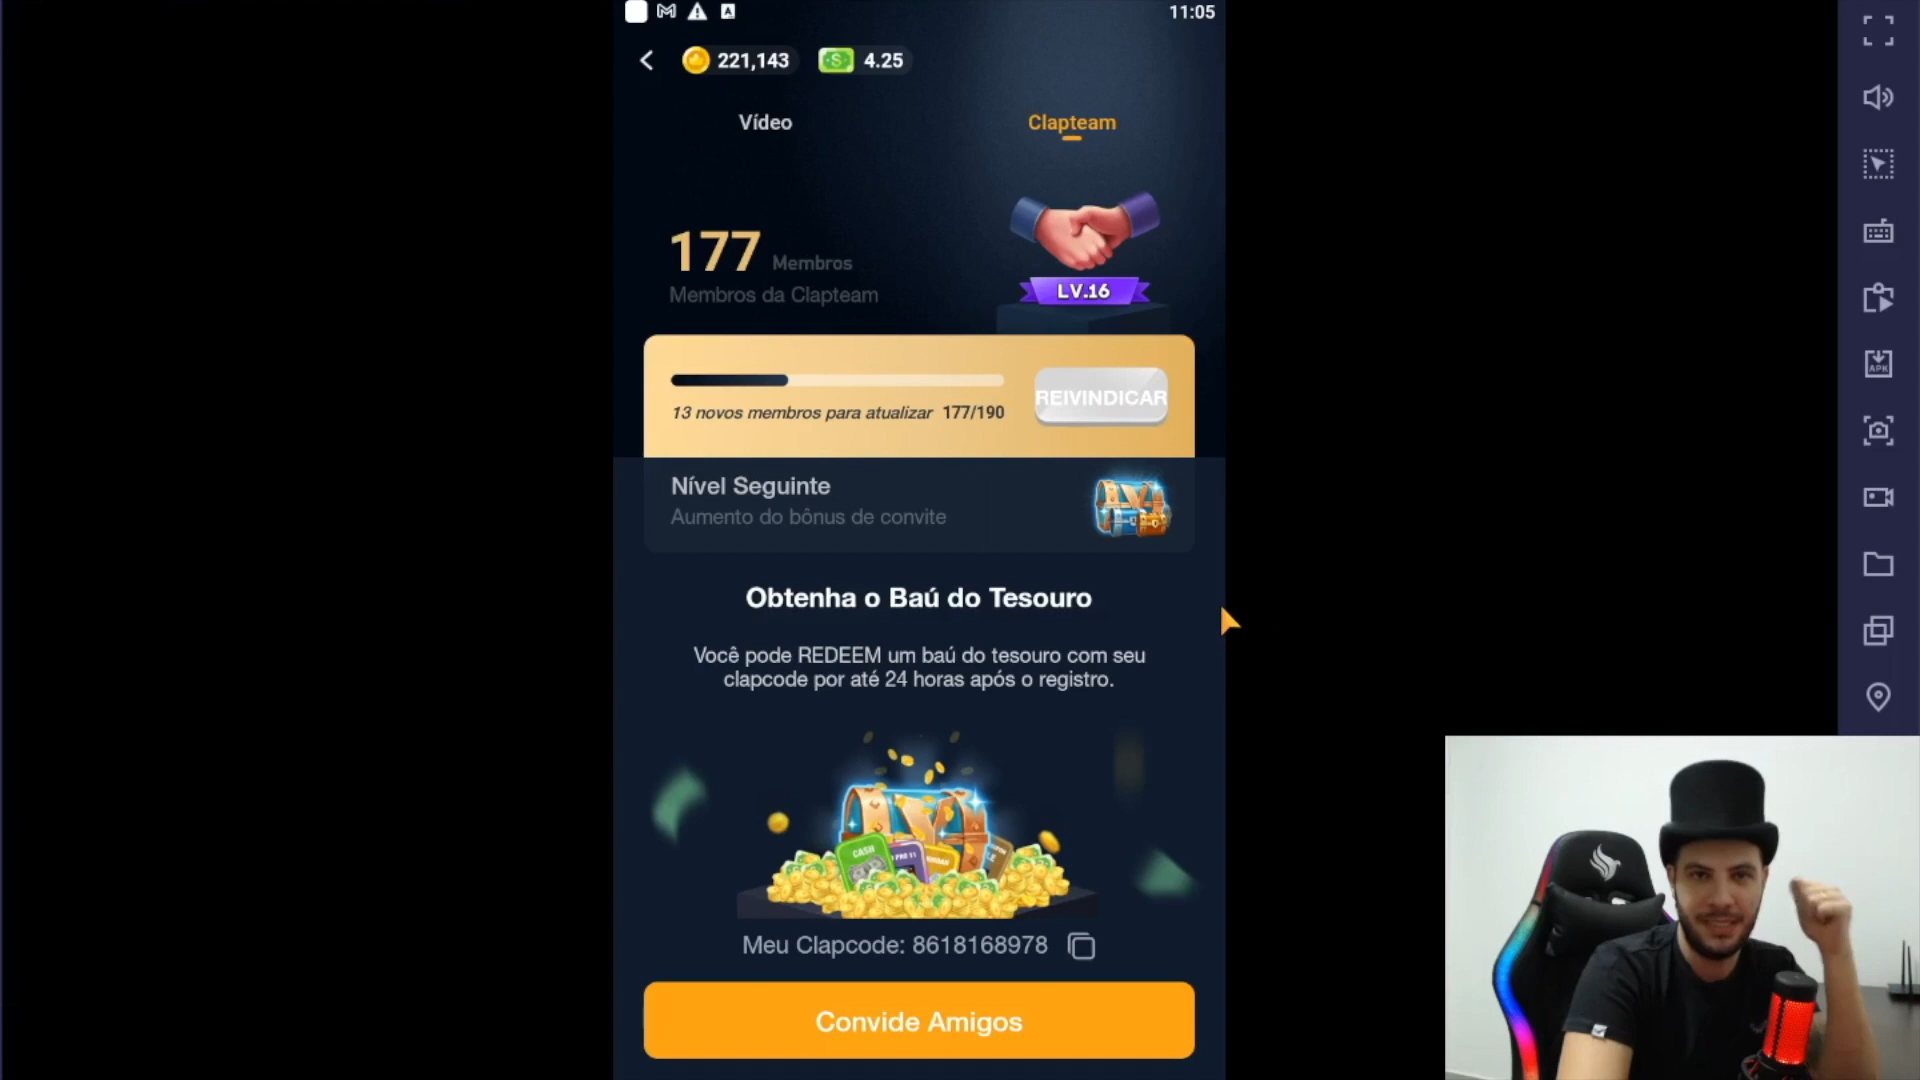 11:05
221,143 4.25
Vídeo Clapteam
177 Membros
Membros da Clapteam
LV.16
13 novos membros para atualizar 177/190
REIVINDICAR
Nível Seguinte
Aumento do bônus de convite
Obtenha o Baú do Tesouro
Você pode REDEEM um baú do tesouro com seu
clapcode por até 24 horas após o registro.
CASH
Meu Clapcode: 8618168978
Convide Amigos
APK